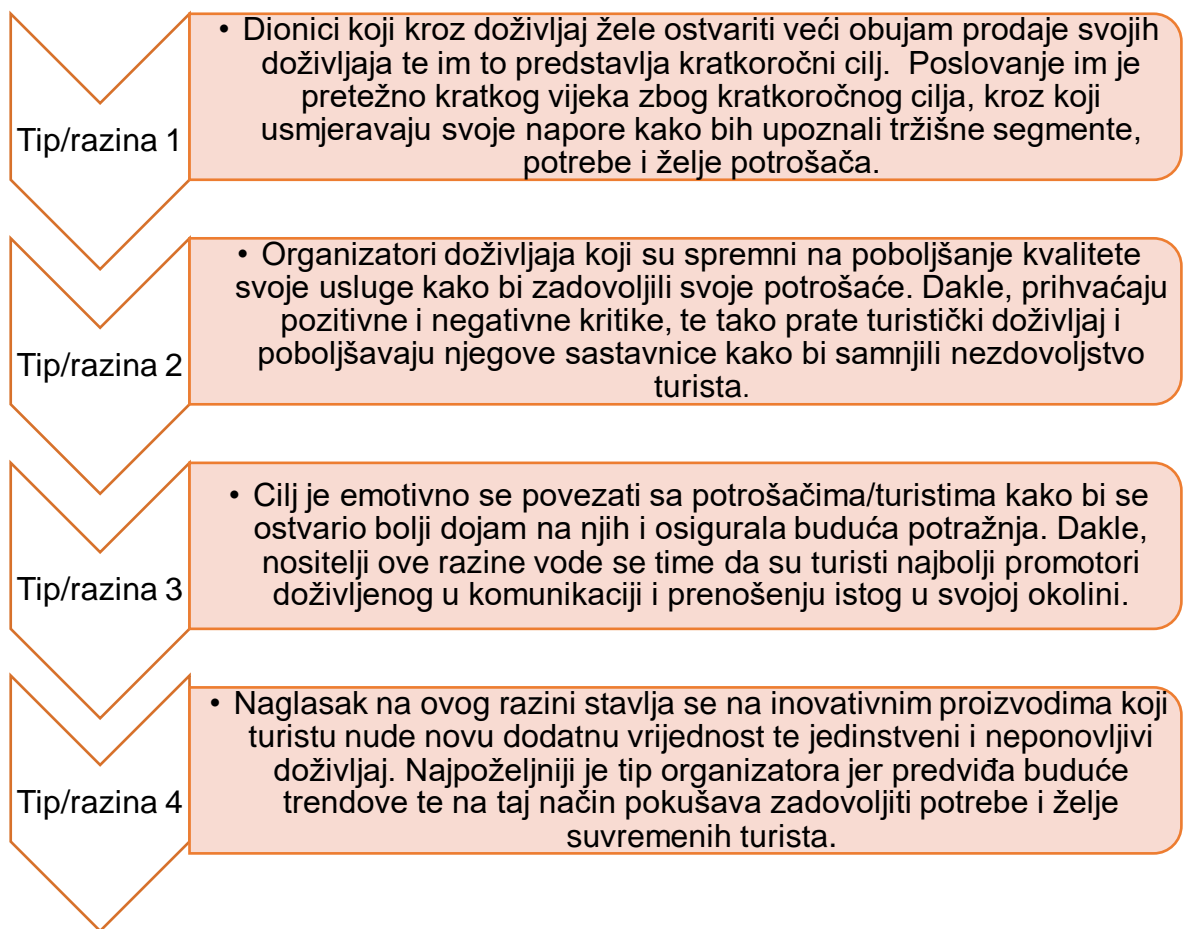 • Dionici koji kroz doživljaj žele ostvariti veći obujam prodaje svojih
doživljaja te im to predstavlja kratkoročni cilj.  Poslovanje im je
pretežno kratkog vijeka zbog kratkoročnog cilja, kroz koji
usmjeravaju svoje napore kako bih upoznali tržišne segmente,
potrebe i želje potrošača.
Tip/razina 1
• Organizatori doživljaja koji su spremni na poboljšanje kvalitete
svoje usluge kako bi zadovoljili svoje potrošaće. Dakle, prihvaćaju
pozitivne i negativne kritike, te tako prate turistički doživljaj i
poboljšavaju njegove sastavnice kako bi samnjili nezdovoljstvo
turista.
Tip/razina 2
• Cilj je emotivno se povezati sa potrošačima/turistima kako bi se
ostvario bolji dojam na njih i osigurala buduća potražnja. Dakle,
nositelji ove razine vode se time da su turisti najbolji promotori
doživljenog u komunikaciji i prenošenju istog u svojoj okolini.
Tip/razina 3
• Naglasak na ovog razini stavlja se na inovativnim proizvodima koji
turistu nude novu dodatnu vrijednost te jedinstveni i neponovljivi
doživljaj. Najpoželjniji je tip organizatora jer predviđa buduće
trendove te na taj način pokušava zadovoljiti potrebe i želje
suvremenih turista.
Tip/razina 4